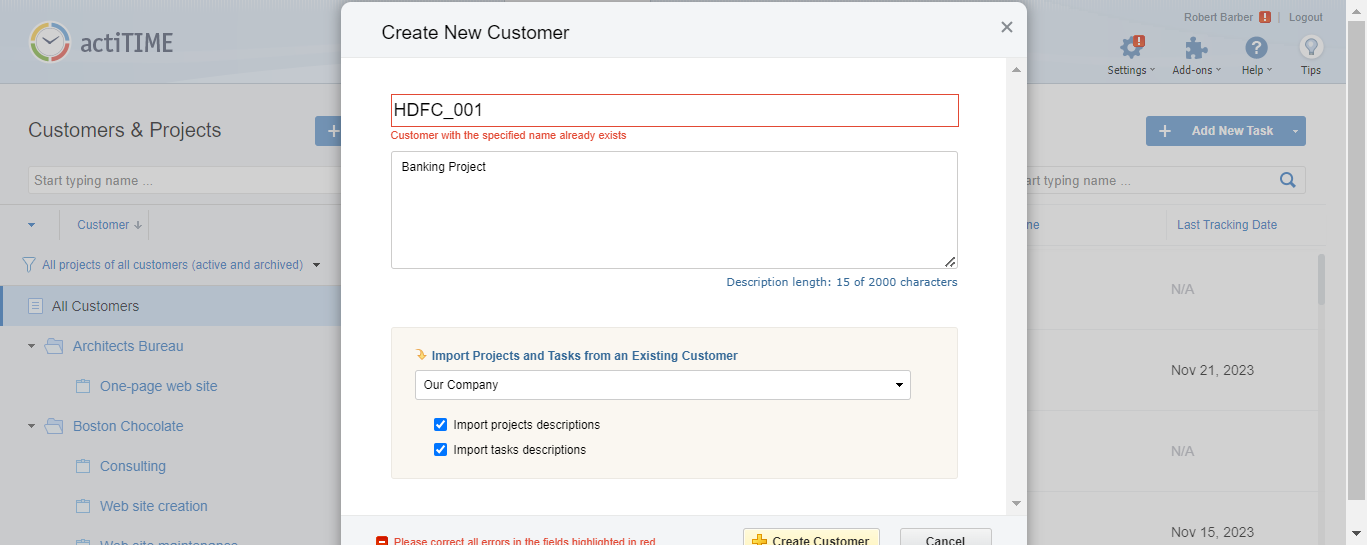 Create New Customer
Robert Barber | Logout
actiTIME
Settings
Add-ons
Help
Tips
Customers & Projects
Add New Task
HDFC_001
Customer with the specified name already exists
Start typing name ...
Banking Project
art typing name ...
Customer
ne
Last Tracking Date
All projects of all customers (active and archived)
Description length: 15 of 2000 characters
N/A
All Customers
Architects Bureau
Import Projects and Tasks from an Existing Customer
Nov 21, 2023
One-page web site
Our Company
Boston Chocolate
Import projects descriptions
Import tasks descriptions
N/A
Consulting
Web site creation
Nov 15, 2023
Web site maintenance
Please correct all errors in the fields highlighted in red
Create Customer
Cancel